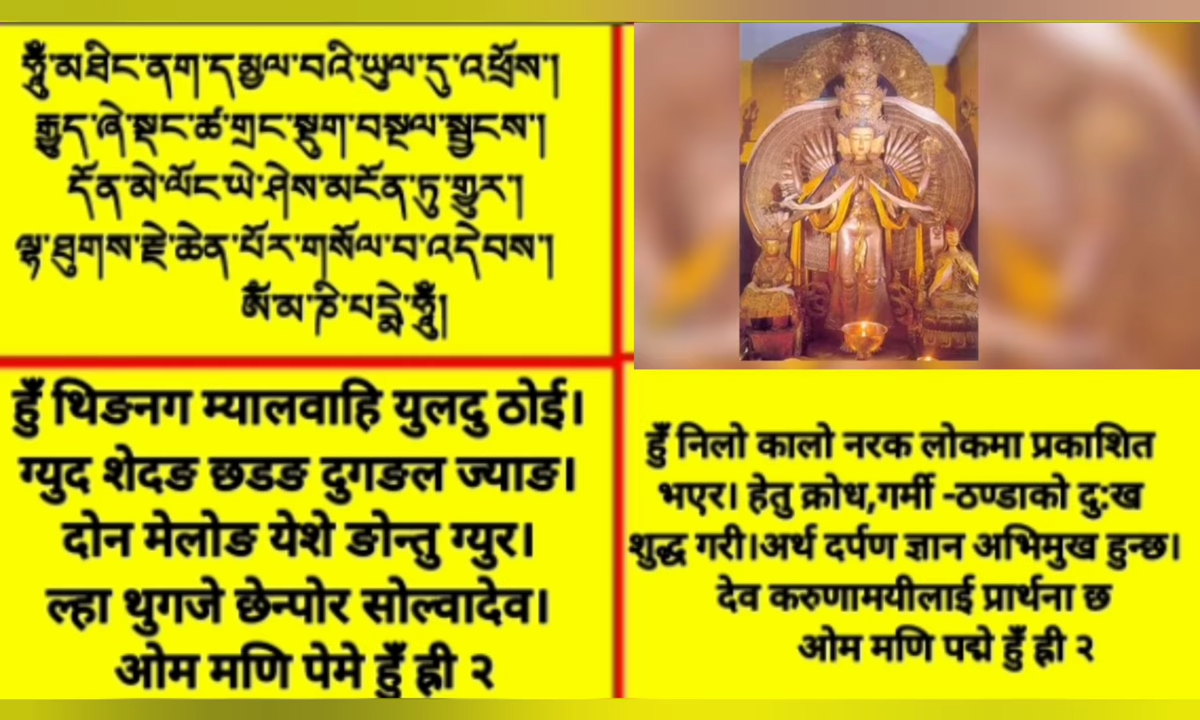 ཧཱུྃ་མཐིང་ནག་དམྱལ་བའི་ཡུལ་དུ་འཕྲོས།
རྒྱུད་ཞེ་སྡང་ཚ་གྲང་སྡུག་བསྔལ་སྦྱངས།
དོན་མེ་ལོང་ཡེ་ཤེས་མངོན་ཏུ་གྱུར།
ལྷ་ཐུགས་རྗེ་ཆེན་པོར་གསོལ་བ་འདེབས།
ཨོཾ་མ་ཎི་པདྨེ་ཧཱུྃ།
हुँ थिङनग म्यालवाहि युलदु ठोई।
ग्युद शेदङ छडङ दुगङल ज्याङ।
दोन मेलोङ येशे ङोन्तु ग्युर।
ल्हा थुगजे छेन्पोर सोल्वादेव।
ओम मणि पेमे हुँ ह्री २
हुँ निलो कालो नरक लोकमा प्रकाशित
भएर। हेतु क्रोध,गर्मी -ठण्डाको दु:ख
शुद्ध गरी।अर्थ दर्पण ज्ञान अभिमुख हुन्छ।
देव करुणामयीलाई प्रार्थना छ
ओम मणि पद्मे हुँ ह्री २